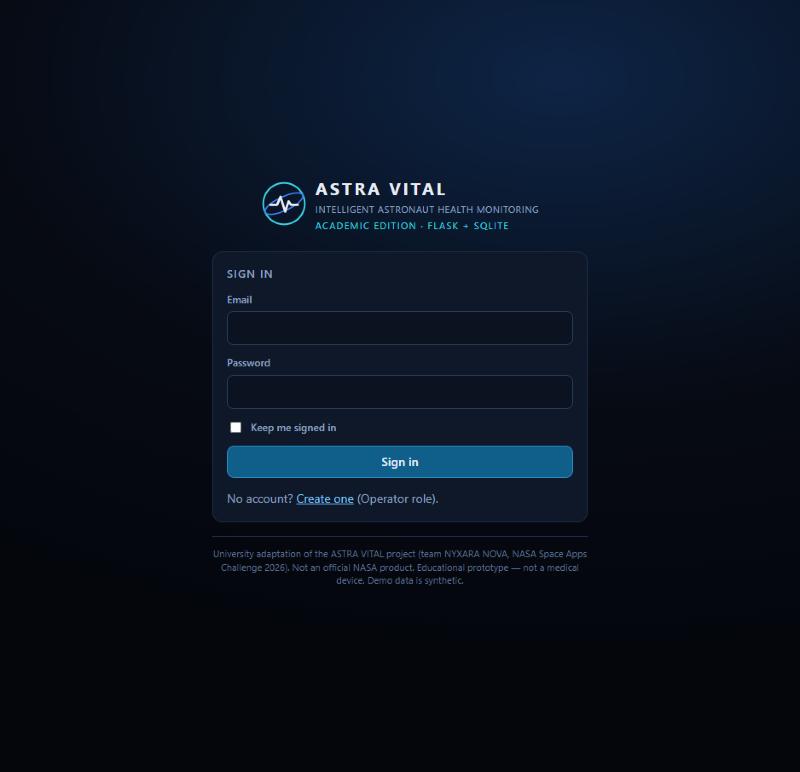 ASTRA VITAL
INTELLIGENT ASTRONAUT HEALTH MONITORING
ACADEMIC EDITION · FLASK + SQLITE
SIGN IN
Email
Password
Keep me signed in
Sign in
No account? Create one (Operator role).
University adaptation of the ASTRA VITAL project (team NYXARA NOVA, NASA Space Apps
Challenge 2026). Not an official NASA product. Educational prototype — not a medical
device. Demo data is synthetic.